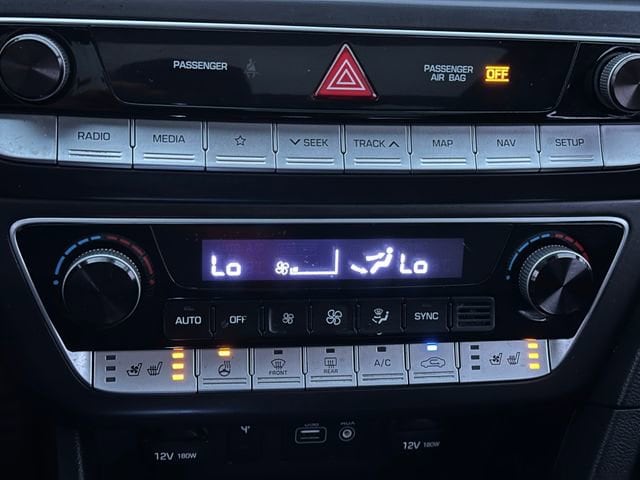 PASSENGER
PASSENGER AIR BAG OFF
RADIO MEDIA SEEK TRACK MAP NAV SETUP
Lo Lo
AUTO OFF SYNC
FRONT REAR A/C
12V 180W
AUX
12V 180W